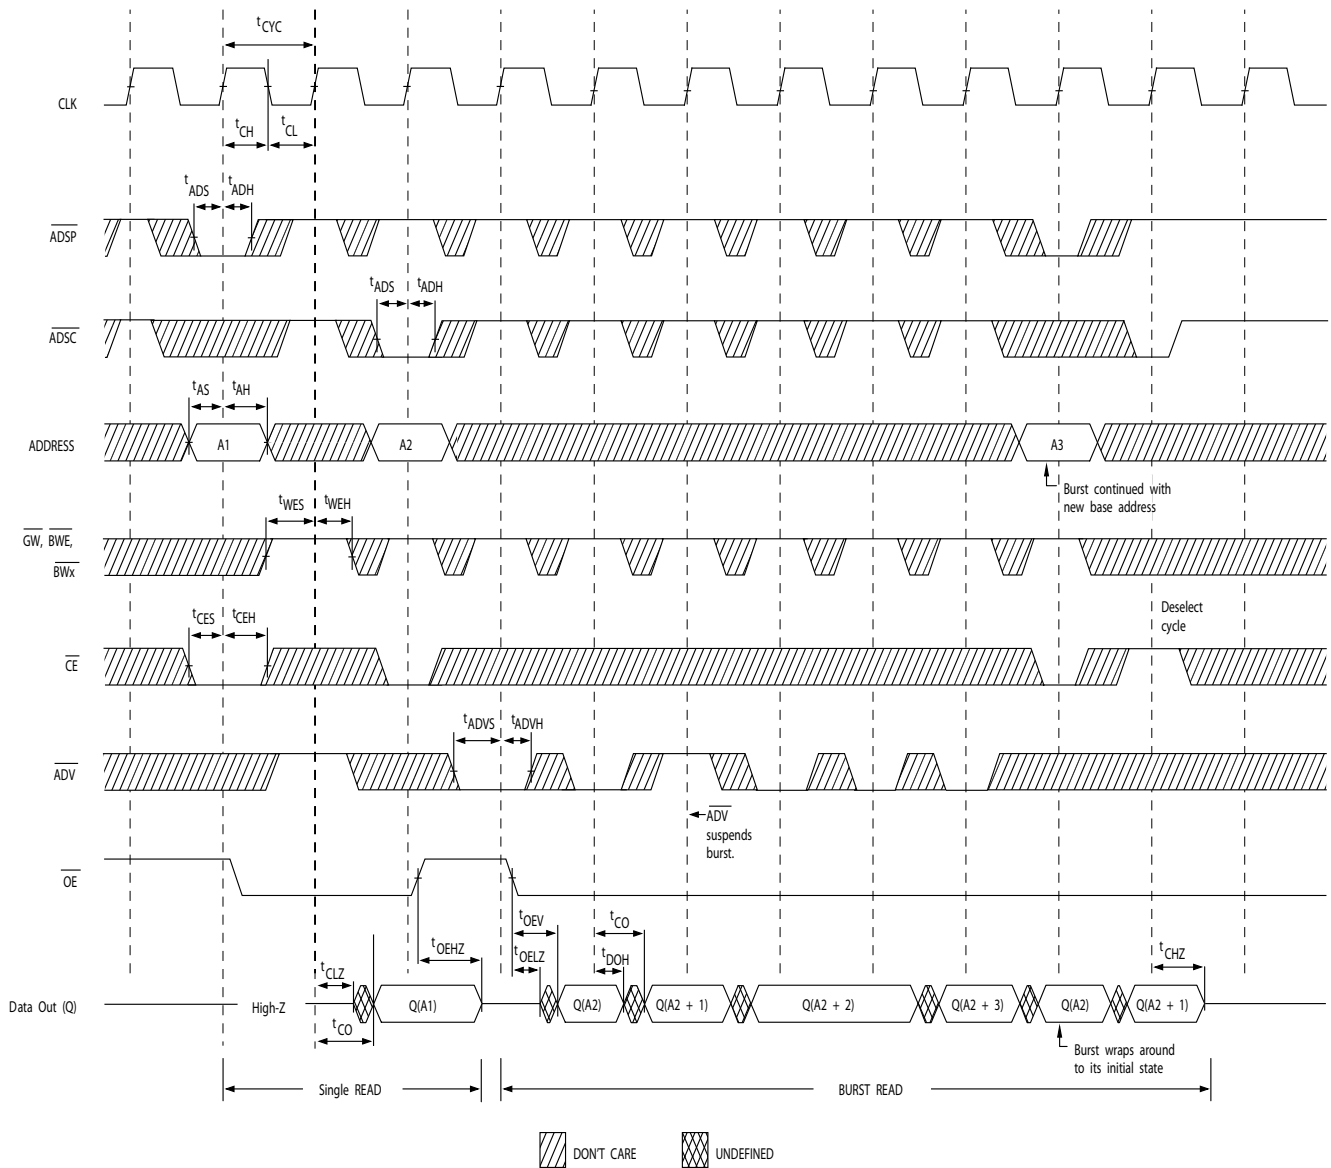 tCYC
CLK
tCH
tCL
tADS
tADH
ADSP
tADS
tADH
ADSC
tAS
tAH
ADDRESS
A1
A2
A3
Burst continued with
new base address
tWES
tWEH
GW, BWE,
BWx
tCES
tCEH
Deselect
cycle
CE
tADVS
tADVH
ADV
ADV
suspends
burst.
OE
tOEV
tCO
tOEHZ
tOELZ
tDOH
tCHZ
tCLZ
Data Out (Q)
High-Z
Q(A1)
Q(A2)
Q(A2 + 1)
Q(A2 + 2)
Q(A2 + 3)
Q(A2)
Q(A2 + 1)
tCO
Burst wraps around
to its initial state
Single READ
BURST READ
DON'T CARE
UNDEFINED